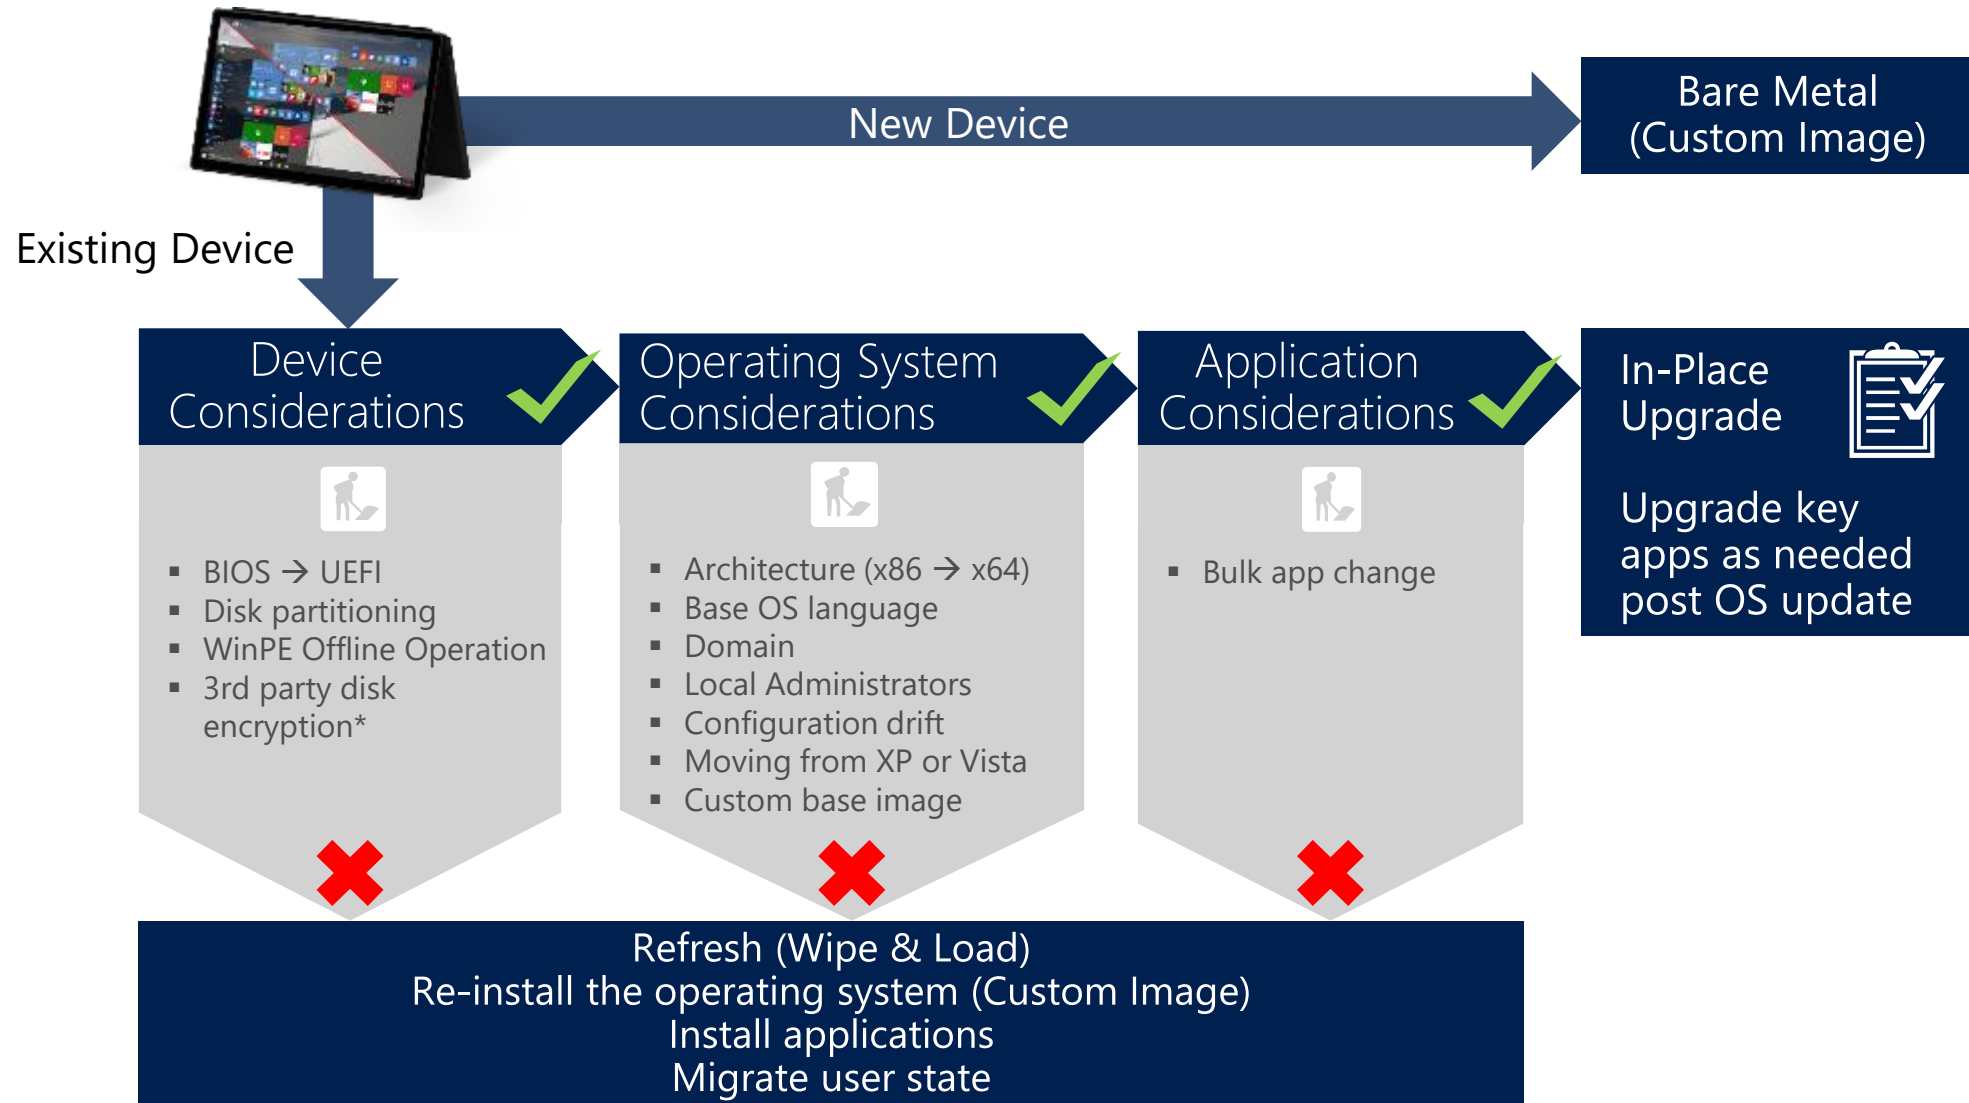 New Device
Bare Metal
(Custom Image)
Existing Device
Device
Considerations
Operating System
Considerations
Application
Considerations
In-Place
Upgrade
Upgrade key
apps as needed
post OS update
▪ BIOS → UEFI
▪ Disk partitioning
▪ WinPE Offline Operation
▪ 3rd party disk
encryption*
▪ Architecture (x86 → x64)
▪ Base OS language
▪ Domain
▪ Local Administrators
▪ Configuration drift
▪ Moving from XP or Vista
▪ Custom base image
▪ Bulk app change
Refresh (Wipe & Load)
Re-install the operating system (Custom Image)
Install applications
Migrate user state